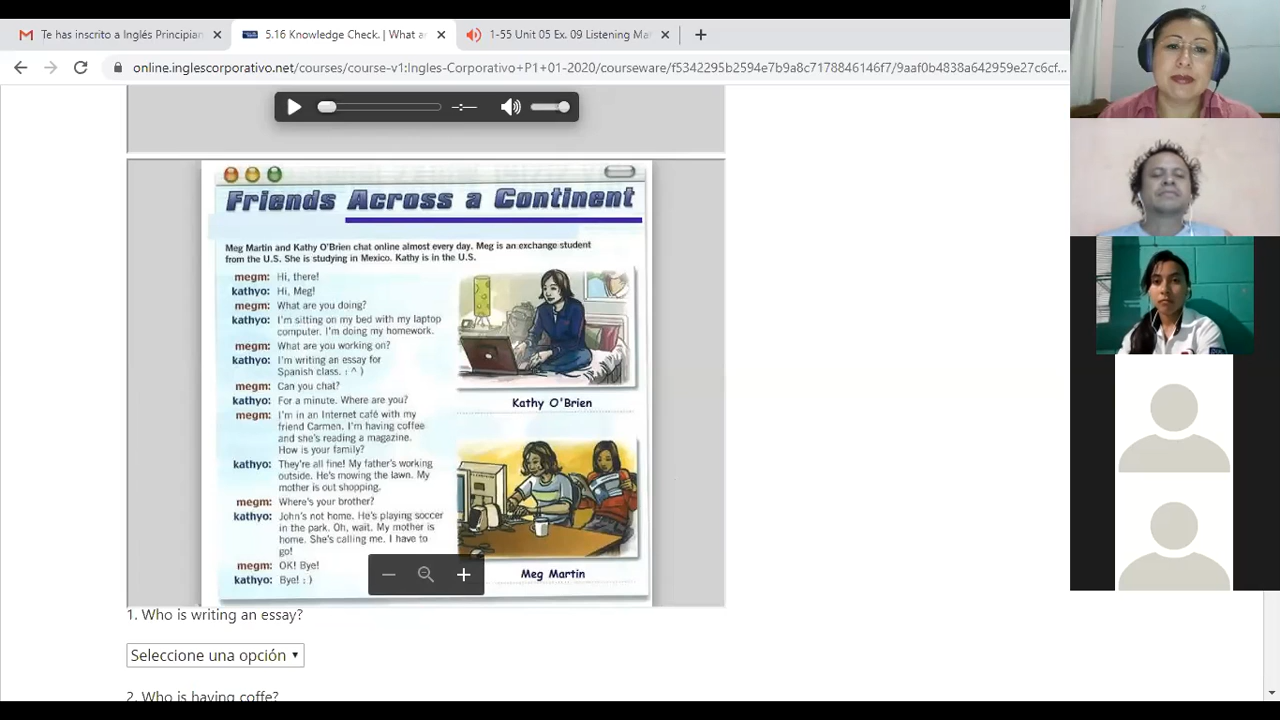 Te has inscrito a Inglés Principian
5.16 Knowledge Check. | What a
1-55 Unit 05 Ex. 09 Listening Ma
online.inglescorporativo.net/courses/course-v1:Ingles-Corporativo+P1+01-2020/courseware/f5342295b2594e7b9a8c7178846146f7/9aaf0b4838a642959e27c6cf...
Friends Across a Continent
Meg Martin and Kathy O'Brien chat online almost every day. Meg is an exchange student
from the U.S. She is studying in Mexico. Kathy is in the U.S.
megm: Hi, there!
kathyo: Hi, Meg!
megm: What are you doing?
kathyo: I'm sitting on my bed with my laptop
computer. I'm doing my homework.
megm: What are you working on?
kathyo: I'm writing an essay for
Spanish class. : ^ )
megm: Can you chat?
kathyo: For a minute. Where are you?
megm: I'm in an Internet café with my
friend Carmen. I'm having coffee
and she's reading a magazine.
How is your family?
kathyo: They're all fine! My father's working
outside. He's mowing the lawn. My
mother is out shopping.
megm: Where's your brother?
kathyo: John's not home. He's playing soccer
in the park. Oh, wait. My mother is
home. She's calling me. I have to
go!
megm: OK! Bye!
kathyo: Bye! : )
Kathy O'Brien
Meg Martin
1. Who is writing an essay?
Seleccione una opción
2. Who is having coffe?